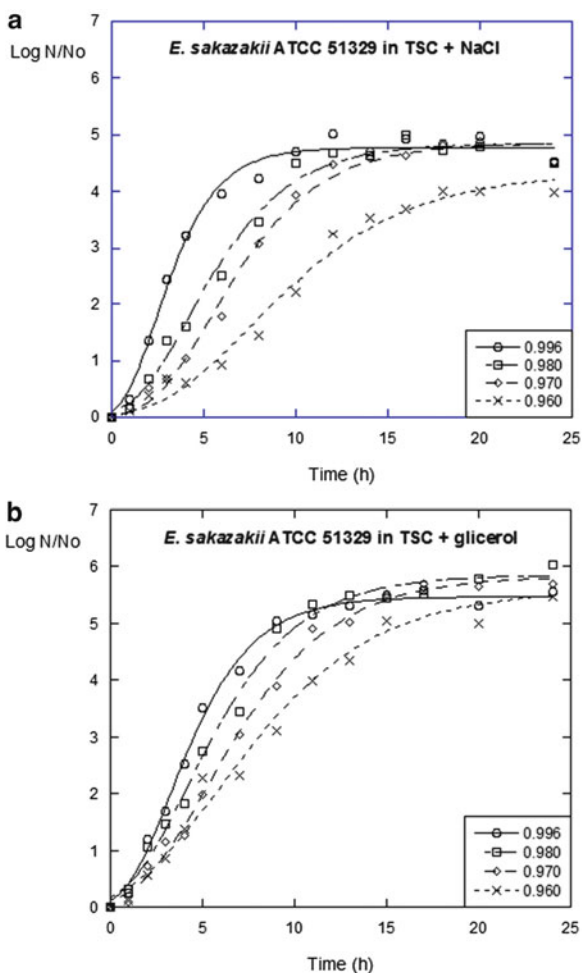 a
Log N/No
E. sakazakii ATCC 51329 in TSC + NaCl
7
6
5
4
3
2
1
0
0.996
0.980
0.970
0.960
0 5 10 15 20 25
Time (h)
b
Log N/No
E. sakazakii ATCC 51329 in TSC + glicerol
7
6
5
4
3
2
1
0
0.996
0.980
0.970
0.960
0 5 10 15 20 25
Time (h)